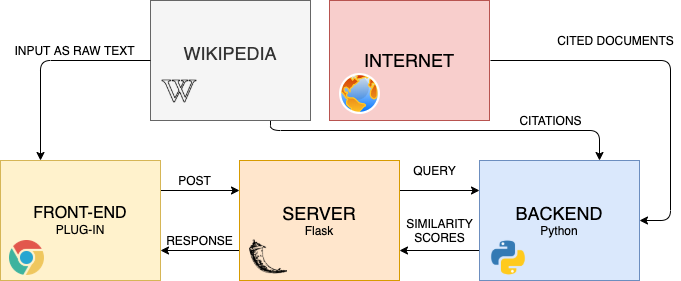 INPUT AS RAW TEXT
WIKIPEDIA
W
INTERNET
CITED DOCUMENTS
CITATIONS
FRONT-END
PLUG-IN
POST
RESPONSE
SERVER
Flask
QUERY
SIMILARITY
SCORES
BACKEND
Python